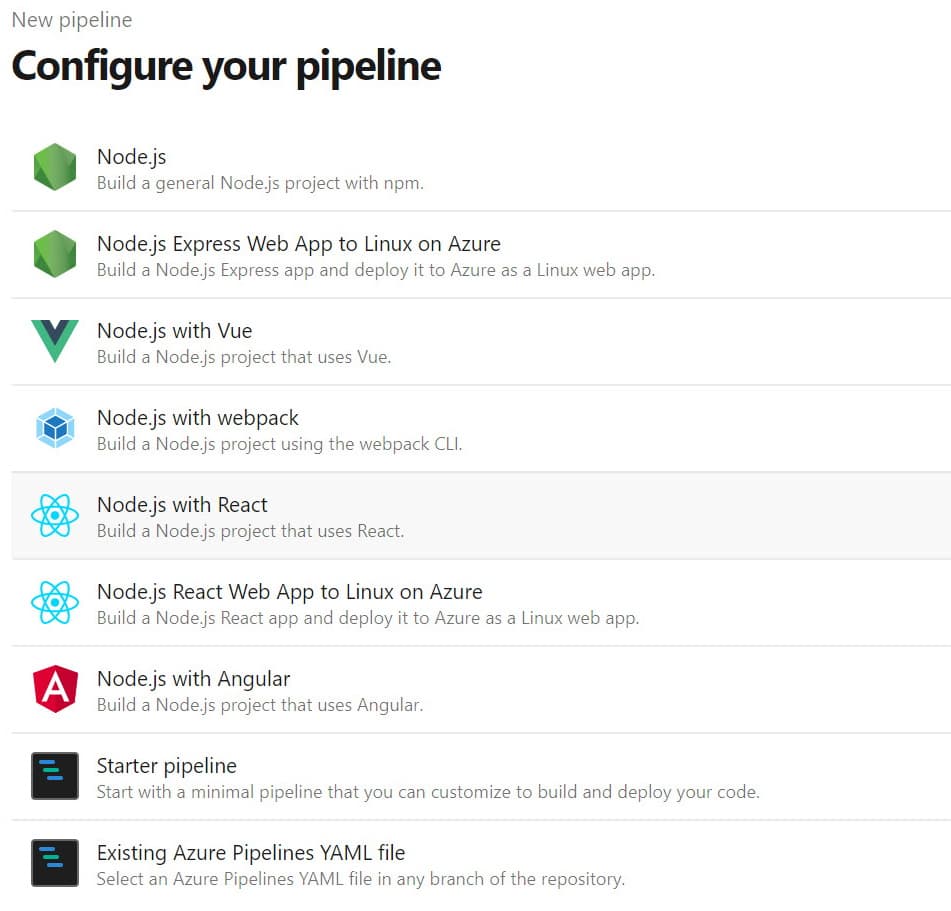 New pipeline
Configure your pipeline
Node.js
Build a general Node.js project with npm.
Node.js Express Web App to Linux on Azure
Build a Node.js Express app and deploy it to Azure as a Linux web app.
Node.js with Vue
Build a Node.js project that uses Vue.
Node.js with webpack
Build a Node.js project using the webpack CLI.
Node.js with React
Build a Node.js project that uses React.
Node.js React Web App to Linux on Azure
Build a Node.js React app and deploy it to Azure as a Linux web app.
A
Node.js with Angular
Build a Node.js project that uses Angular.
Starter pipeline
Start with a minimal pipeline that you can customize to build and deploy your code.
Existing Azure Pipelines YAML file
Select an Azure Pipelines YAML file in any branch of the repository.